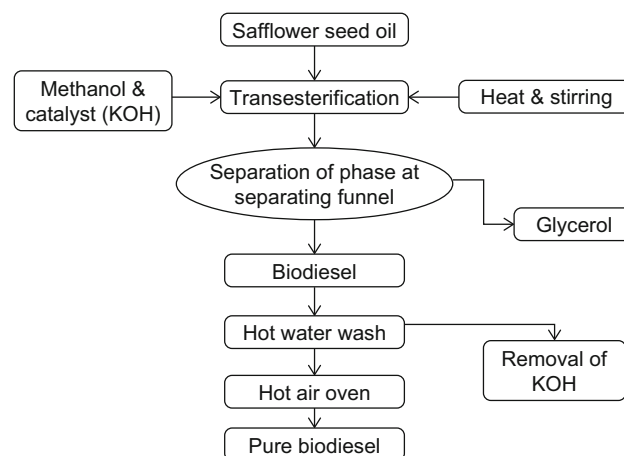 Safflower seed oil
Methanol &
catalyst (KOH)
Transesterification
Heat & stirring
Separation of phase at
separating funnel
Glycerol
Biodiesel
Hot water wash
Removal of
KOH
Hot air oven
Pure biodiesel